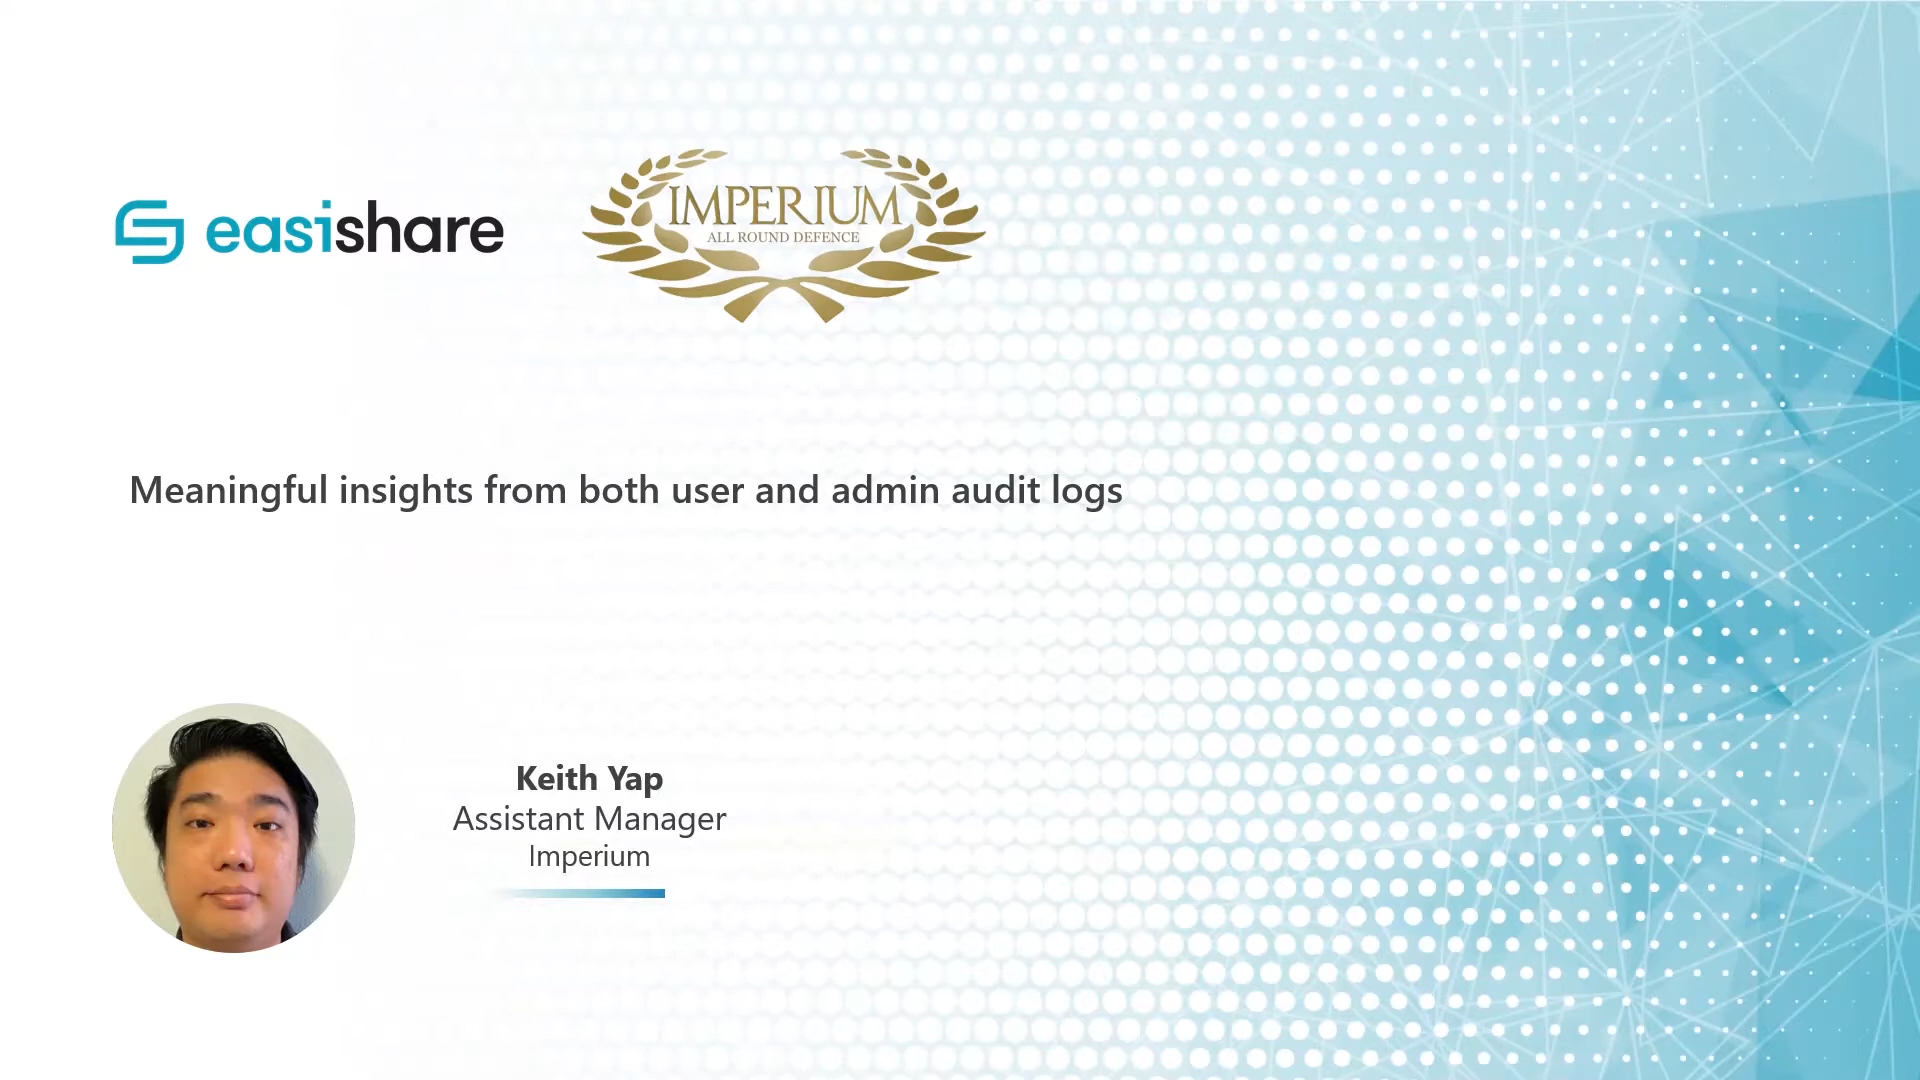 easishare
IMPERIUM
ALL ROUND DEFENCE
Meaningful insights from both user and admin audit logs
Keith Yap
Assistant Manager
Imperium